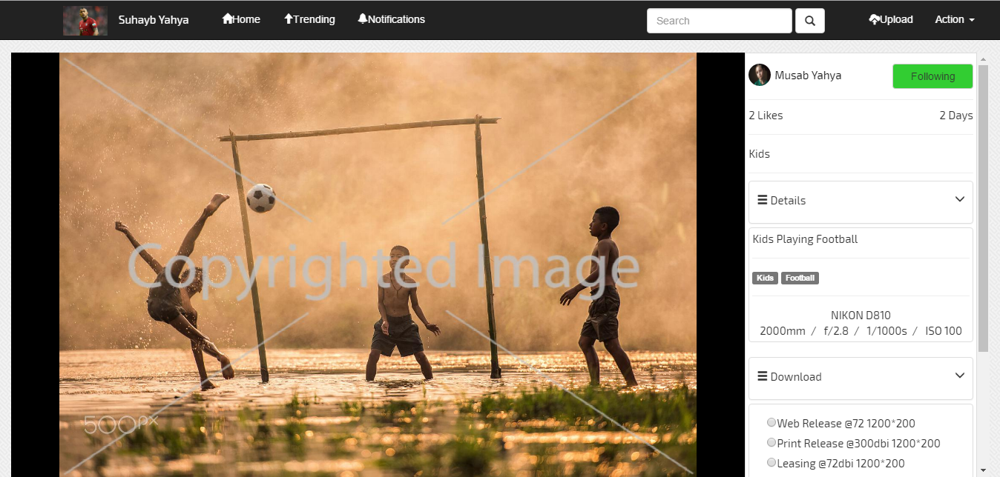 Suhayb Yahya
Home
Trending
Notifications
Search
Upload
Action
Musab Yahya
Following
2 Likes
2 Days
Kids
Details
Kids Playing Football
Kids
Football
NIKON D810
2000mm / f/2.8 / 1/1000s / ISO 100
Download
Web Release @72 1200*200
Print Release @300dbi 1200*200
Leasing @72dbi 1200*200
Copyrighted Image
500px